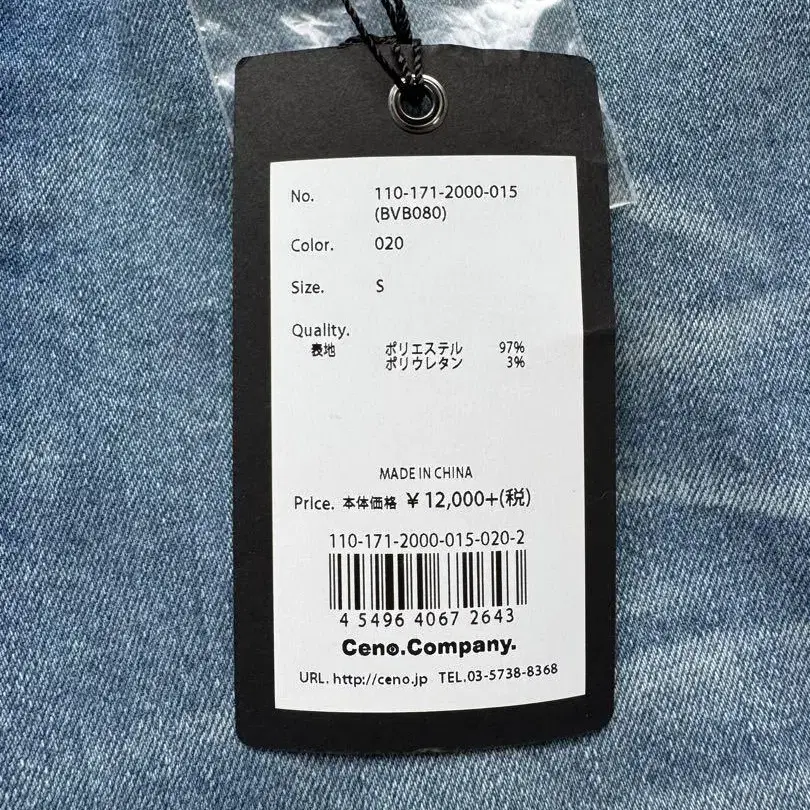 No. 110-171-2000-015
(BVB080)
Color. 020
Size. S
Quality.
表地 ポリエステル 97%
ポリウレタン 3%
MADE IN CHINA
Price. 本体価格 ¥12,000+(税)
110-171-2000-015-020-2
4 54964 067264 3
Ceno.Company.
URL. http://ceno.jp TEL.03-5738-8368